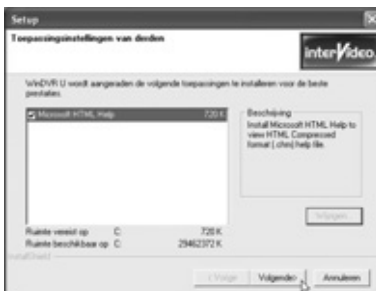 Setup
Toepassingsinstellingen van derden
interVideo
WinDVR U wordt aangeraden de volgende toepassingen te installeren voor de beste
prestaties.
Microsoft HTML Help 720 K
Beschrijving
Install Microsoft HTML Help to
view HTML Compressed
format (.chm) help file.
Wijzigen
Ruimte vereist op C: 720 K
Ruimte beschikbaar op C: 29462372 K
InstallShield
< Vorige Volgende> Annuleren